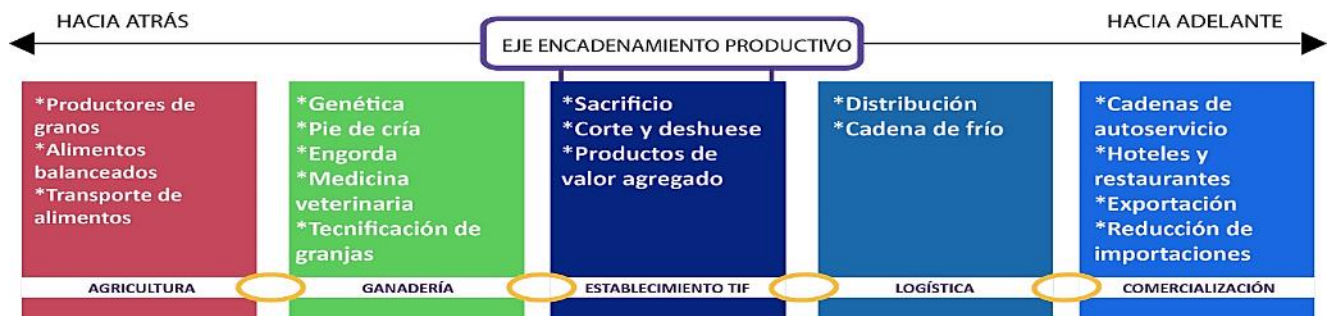 HACIA ATRÁS
HACIA ADELANTE
EJE ENCADENAMIENTO PRODUCTIVO
*Productores de
granos
*Alimentos
balanceados
*Transporte de
alimentos
AGRICULTURA
*Genética
*Pie de cría
*Engorda
*Medicina
veterinaria
*Tecnificación de
granjas
GANADERÍA
*Sacrificio
*Corte y deshuese
*Productos de
valor agregado
ESTABLECIMIENTO TIF
*Distribución
*Cadena de frío
LOGÍSTICA
*Cadenas de
autoservicio
*Hoteles y
restaurantes
*Exportación
*Reducción de
importaciones
COMERCIALIZACIÓN